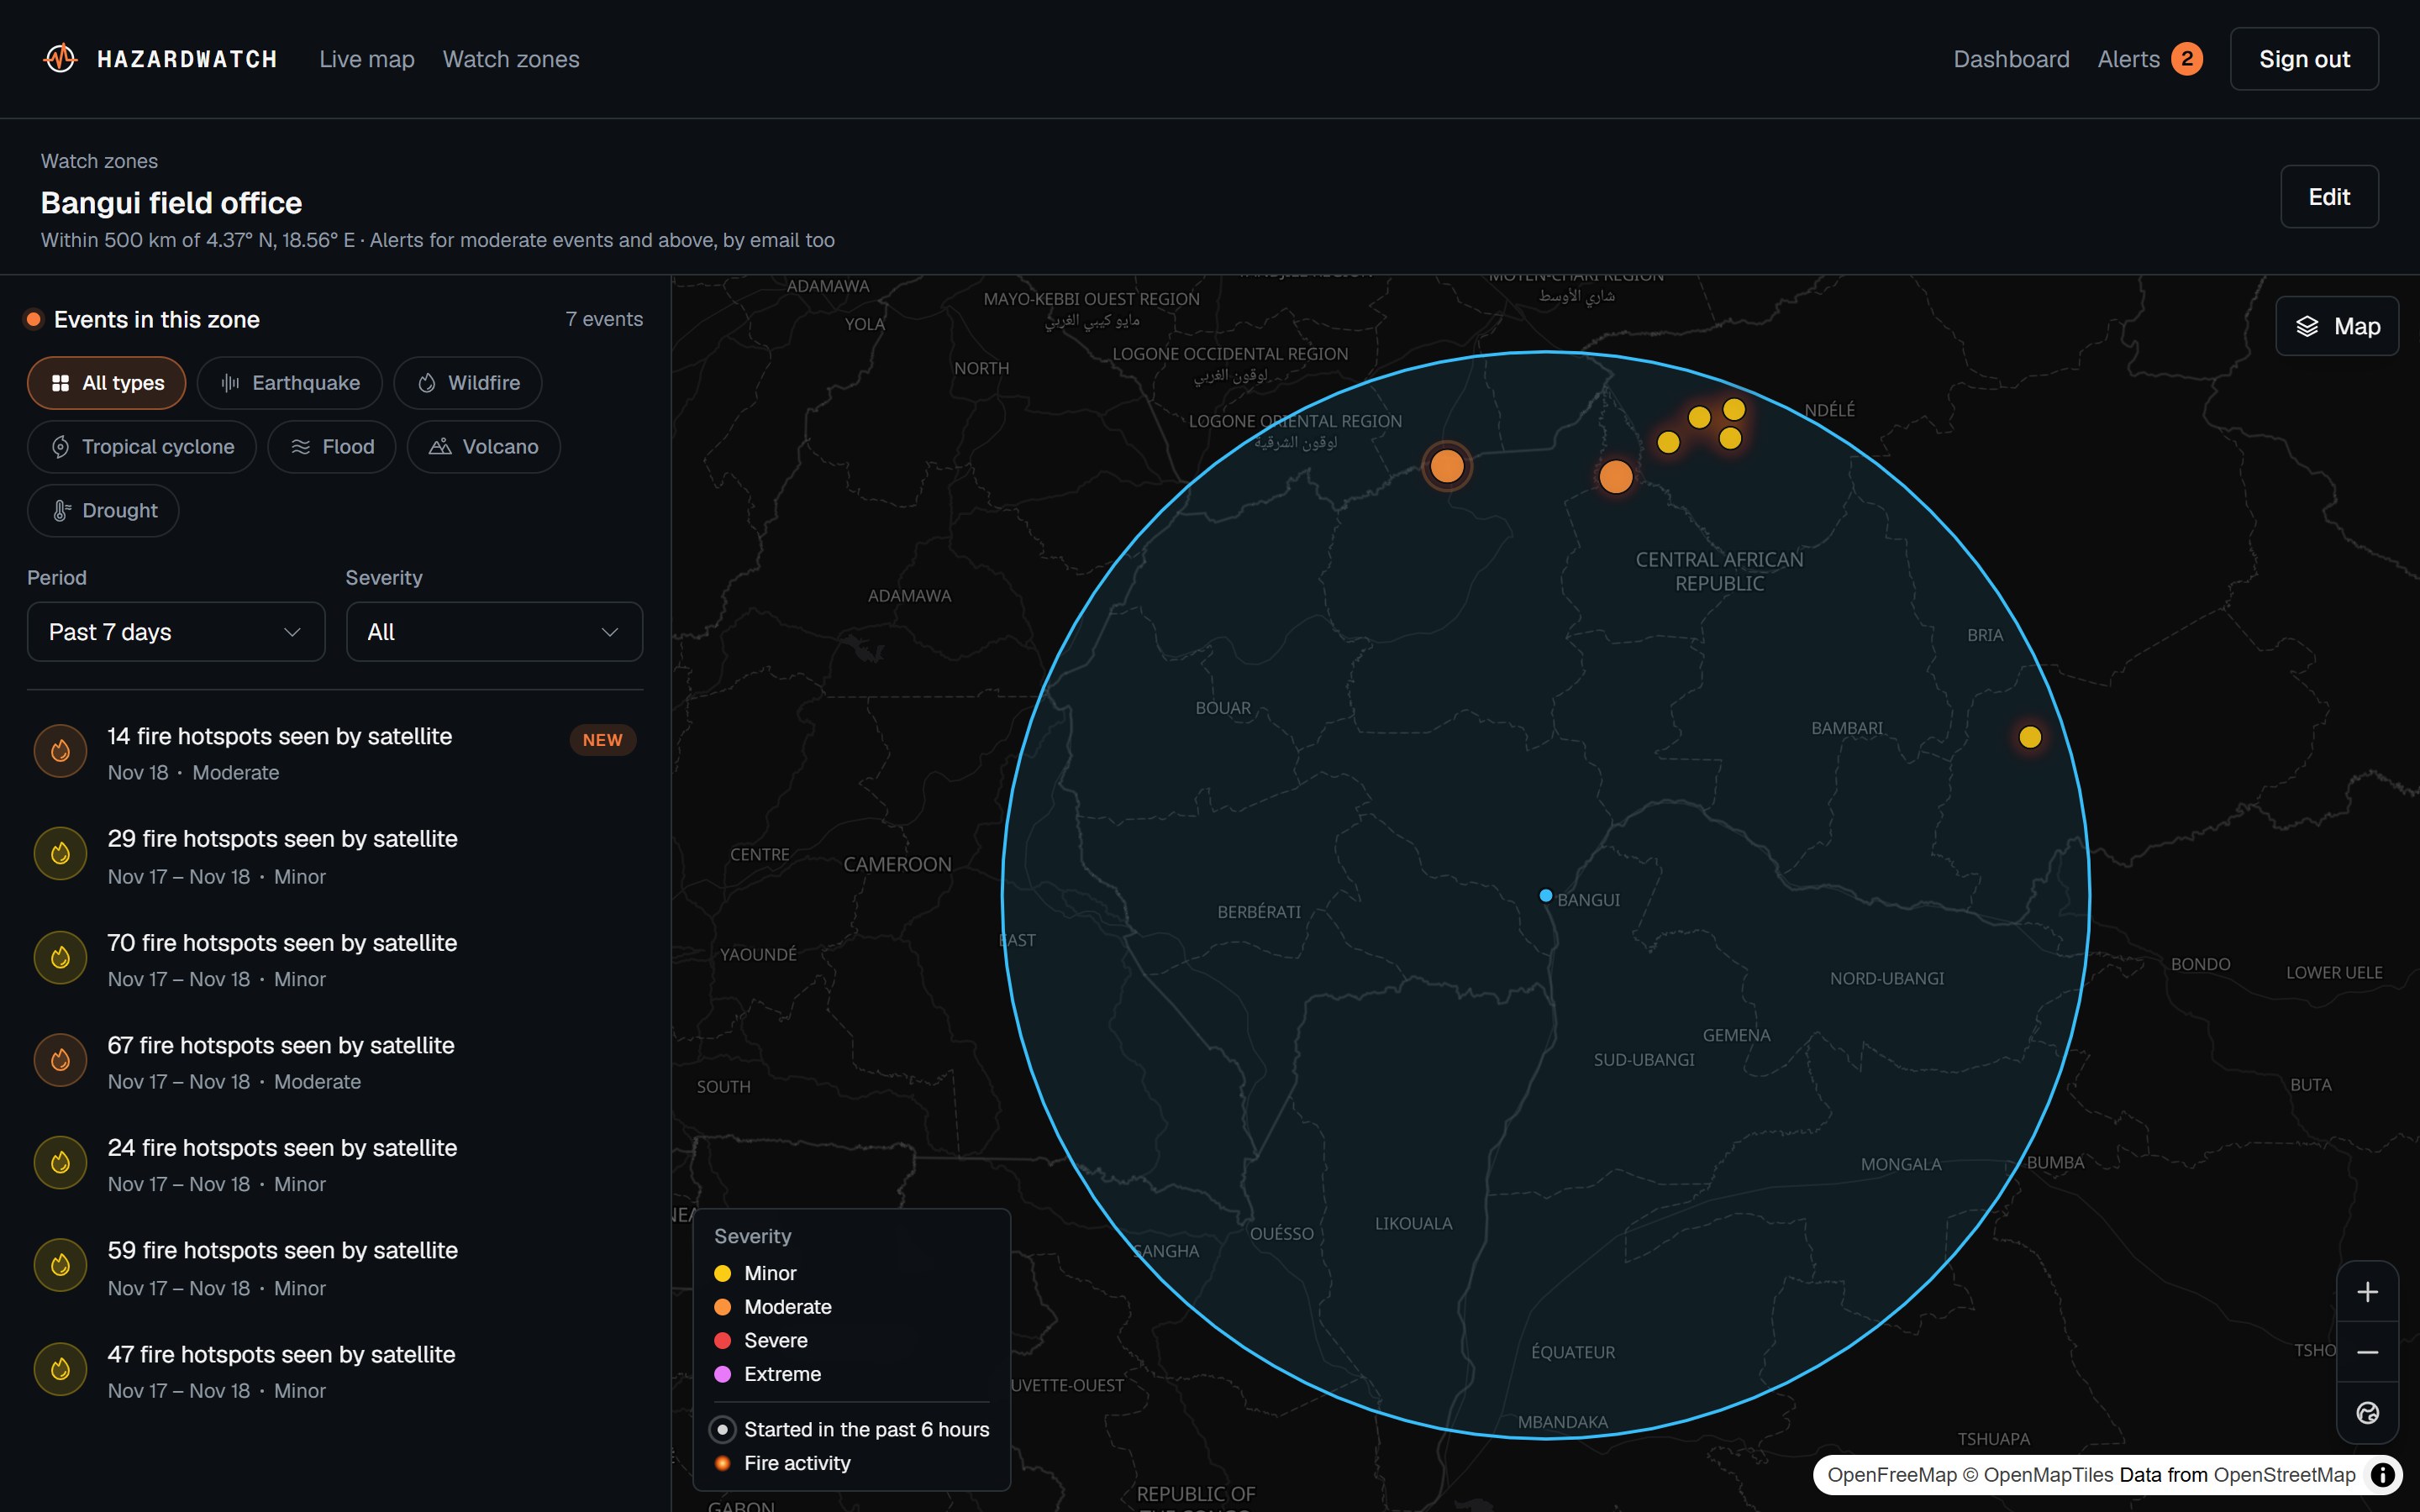 HAZARDWATCH
Live map
Watch zones
Dashboard
Alerts 2
Sign out
Watch zones
Bangui field office
Within 500 km of 4.37° N, 18.56° E · Alerts for moderate events and above, by email too
Edit
Events in this zone
7 events
All types
Earthquake
Wildfire
Tropical cyclone
Flood
Volcano
Drought
Period
Severity
Past 7 days
All
14 fire hotspots seen by satellite
NEW
Nov 18 · Moderate
29 fire hotspots seen by satellite
Nov 17 – Nov 18 · Minor
70 fire hotspots seen by satellite
Nov 17 – Nov 18 · Minor
67 fire hotspots seen by satellite
Nov 17 – Nov 18 · Moderate
24 fire hotspots seen by satellite
Nov 17 – Nov 18 · Minor
59 fire hotspots seen by satellite
Nov 17 – Nov 18 · Minor
47 fire hotspots seen by satellite
Nov 17 – Nov 18 · Minor
Map
MOYEN-CHARI REGION
شاري الأوسط
ADAMAWA
MAYO-KEBBI OUEST REGION
مايو كيبي الغربي
YOLA
LOGONE OCCIDENTAL REGION
لوقون الغربي
NORTH
LOGONE ORIENTAL REGION
لوقون الشرقية
NDÉLÉ
CENTRAL AFRICAN
REPUBLIC
ADAMAWA
BRIA
BOUAR
BAMBARI
CENTRE
CAMEROON
BANGUI
BERBÉRATI
EAST
YAOUNDÉ
BONDO
LOWER UELE
NORD-UBANGI
GEMENA
SUD-UBANGI
SOUTH
BUTA
MONGALA
BUMBA
LIKOUALA
OUÉSSO
SANGHA
ÉQUATEUR
TSHO
UVETTE-OUEST
MBANDAKA
TSHUAPA
REPUBLIC OF
GABON
Severity
Minor
Moderate
Severe
Extreme
Started in the past 6 hours
Fire activity
OpenFreeMap © OpenMapTiles Data from OpenStreetMap